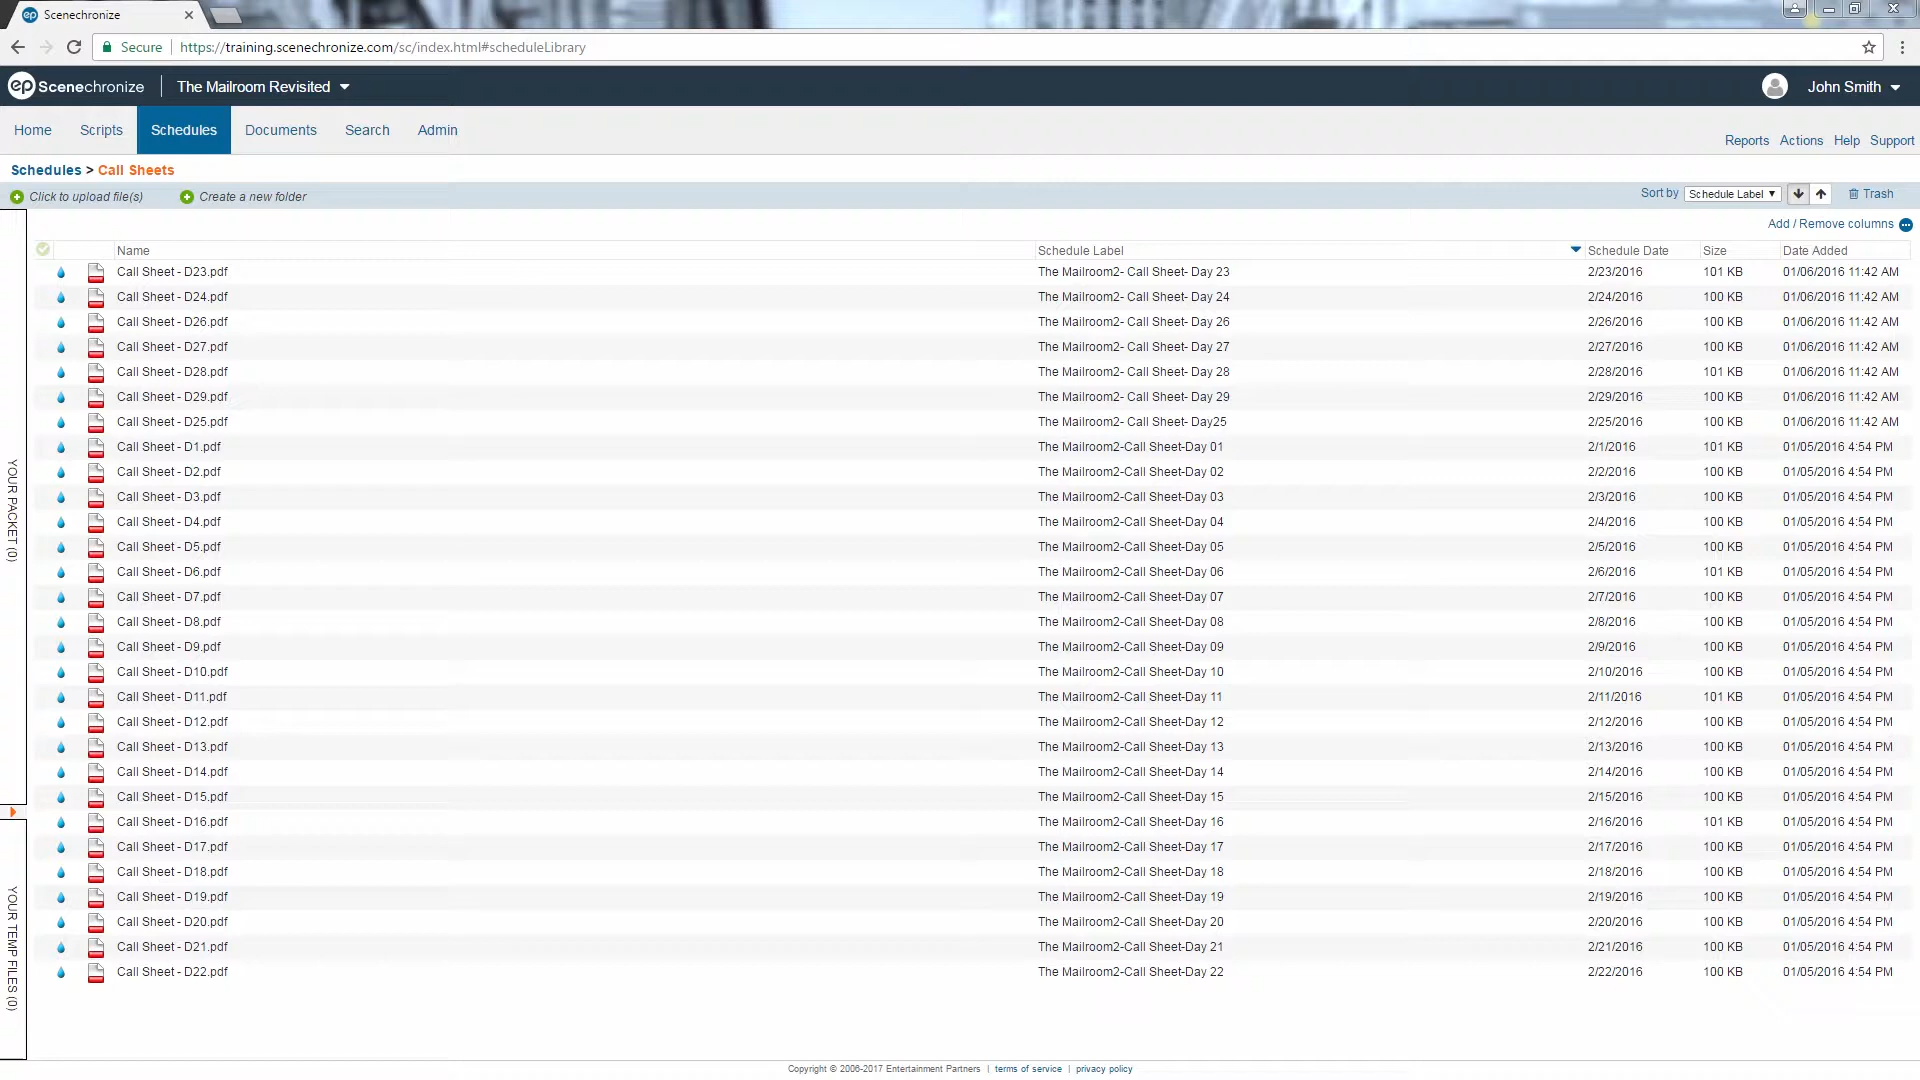 Scenechronize
Secure https://training.scenechronize.com/sc/index.html#scheduleLibrary
ep Scenechronize The Mailroom Revisited John Smith
Home Scripts Schedules Documents Search Admin
Reports Actions Help Support
Schedules > Call Sheets
Click to upload file(s) Create a new folder Sort by Schedule Label Trash
Add / Remove columns
Name Schedule Label Schedule Date Size Date Added
Call Sheet - D23.pdf The Mailroom2- Call Sheet- Day 23 2/23/2016 101 KB 01/06/2016 11:42 AM
Call Sheet - D24.pdf The Mailroom2- Call Sheet- Day 24 2/24/2016 100 KB 01/06/2016 11:42 AM
Call Sheet - D26.pdf The Mailroom2- Call Sheet- Day 26 2/26/2016 100 KB 01/06/2016 11:42 AM
Call Sheet - D27.pdf The Mailroom2- Call Sheet- Day 27 2/27/2016 100 KB 01/06/2016 11:42 AM
Call Sheet - D28.pdf The Mailroom2- Call Sheet- Day 28 2/28/2016 101 KB 01/06/2016 11:42 AM
Call Sheet - D29.pdf The Mailroom2- Call Sheet- Day 29 2/29/2016 100 KB 01/06/2016 11:42 AM
Call Sheet - D25.pdf The Mailroom2- Call Sheet- Day25 2/25/2016 100 KB 01/06/2016 11:42 AM
Call Sheet - D1.pdf The Mailroom2-Call Sheet-Day 01 2/1/2016 101 KB 01/05/2016 4:54 PM
Call Sheet - D2.pdf The Mailroom2-Call Sheet-Day 02 2/2/2016 100 KB 01/05/2016 4:54 PM
Call Sheet - D3.pdf The Mailroom2-Call Sheet-Day 03 2/3/2016 100 KB 01/05/2016 4:54 PM
Call Sheet - D4.pdf The Mailroom2-Call Sheet-Day 04 2/4/2016 100 KB 01/05/2016 4:54 PM
Call Sheet - D5.pdf The Mailroom2-Call Sheet-Day 05 2/5/2016 100 KB 01/05/2016 4:54 PM
Call Sheet - D6.pdf The Mailroom2-Call Sheet-Day 06 2/6/2016 101 KB 01/05/2016 4:54 PM
Call Sheet - D7.pdf The Mailroom2-Call Sheet-Day 07 2/7/2016 100 KB 01/05/2016 4:54 PM
Call Sheet - D8.pdf The Mailroom2-Call Sheet-Day 08 2/8/2016 100 KB 01/05/2016 4:54 PM
Call Sheet - D9.pdf The Mailroom2-Call Sheet-Day 09 2/9/2016 100 KB 01/05/2016 4:54 PM
Call Sheet - D10.pdf The Mailroom2-Call Sheet-Day 10 2/10/2016 100 KB 01/05/2016 4:54 PM
Call Sheet - D11.pdf The Mailroom2-Call Sheet-Day 11 2/11/2016 101 KB 01/05/2016 4:54 PM
Call Sheet - D12.pdf The Mailroom2-Call Sheet-Day 12 2/12/2016 100 KB 01/05/2016 4:54 PM
Call Sheet - D13.pdf The Mailroom2-Call Sheet-Day 13 2/13/2016 100 KB 01/05/2016 4:54 PM
Call Sheet - D14.pdf The Mailroom2-Call Sheet-Day 14 2/14/2016 100 KB 01/05/2016 4:54 PM
Call Sheet - D15.pdf The Mailroom2-Call Sheet-Day 15 2/15/2016 100 KB 01/05/2016 4:54 PM
Call Sheet - D16.pdf The Mailroom2-Call Sheet-Day 16 2/16/2016 101 KB 01/05/2016 4:54 PM
Call Sheet - D17.pdf The Mailroom2-Call Sheet-Day 17 2/17/2016 100 KB 01/05/2016 4:54 PM
Call Sheet - D18.pdf The Mailroom2-Call Sheet-Day 18 2/18/2016 100 KB 01/05/2016 4:54 PM
Call Sheet - D19.pdf The Mailroom2-Call Sheet-Day 19 2/19/2016 100 KB 01/05/2016 4:54 PM
Call Sheet - D20.pdf The Mailroom2-Call Sheet-Day 20 2/20/2016 100 KB 01/05/2016 4:54 PM
Call Sheet - D21.pdf The Mailroom2-Call Sheet-Day 21 2/21/2016 100 KB 01/05/2016 4:54 PM
Call Sheet - D22.pdf The Mailroom2-Call Sheet-Day 22 2/22/2016 100 KB 01/05/2016 4:54 PM
YOUR PACKET (0)
YOUR TEMP FILES (0)
Copyright © 2006-2017 Entertainment Partners | terms of service | privacy policy